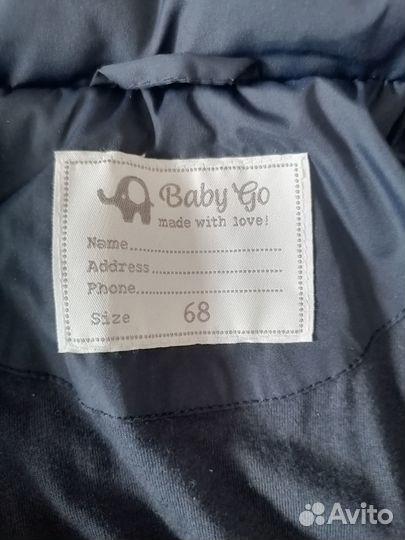 Baby Go
made with love!
Name
Address
Phone
Size 68
Avito